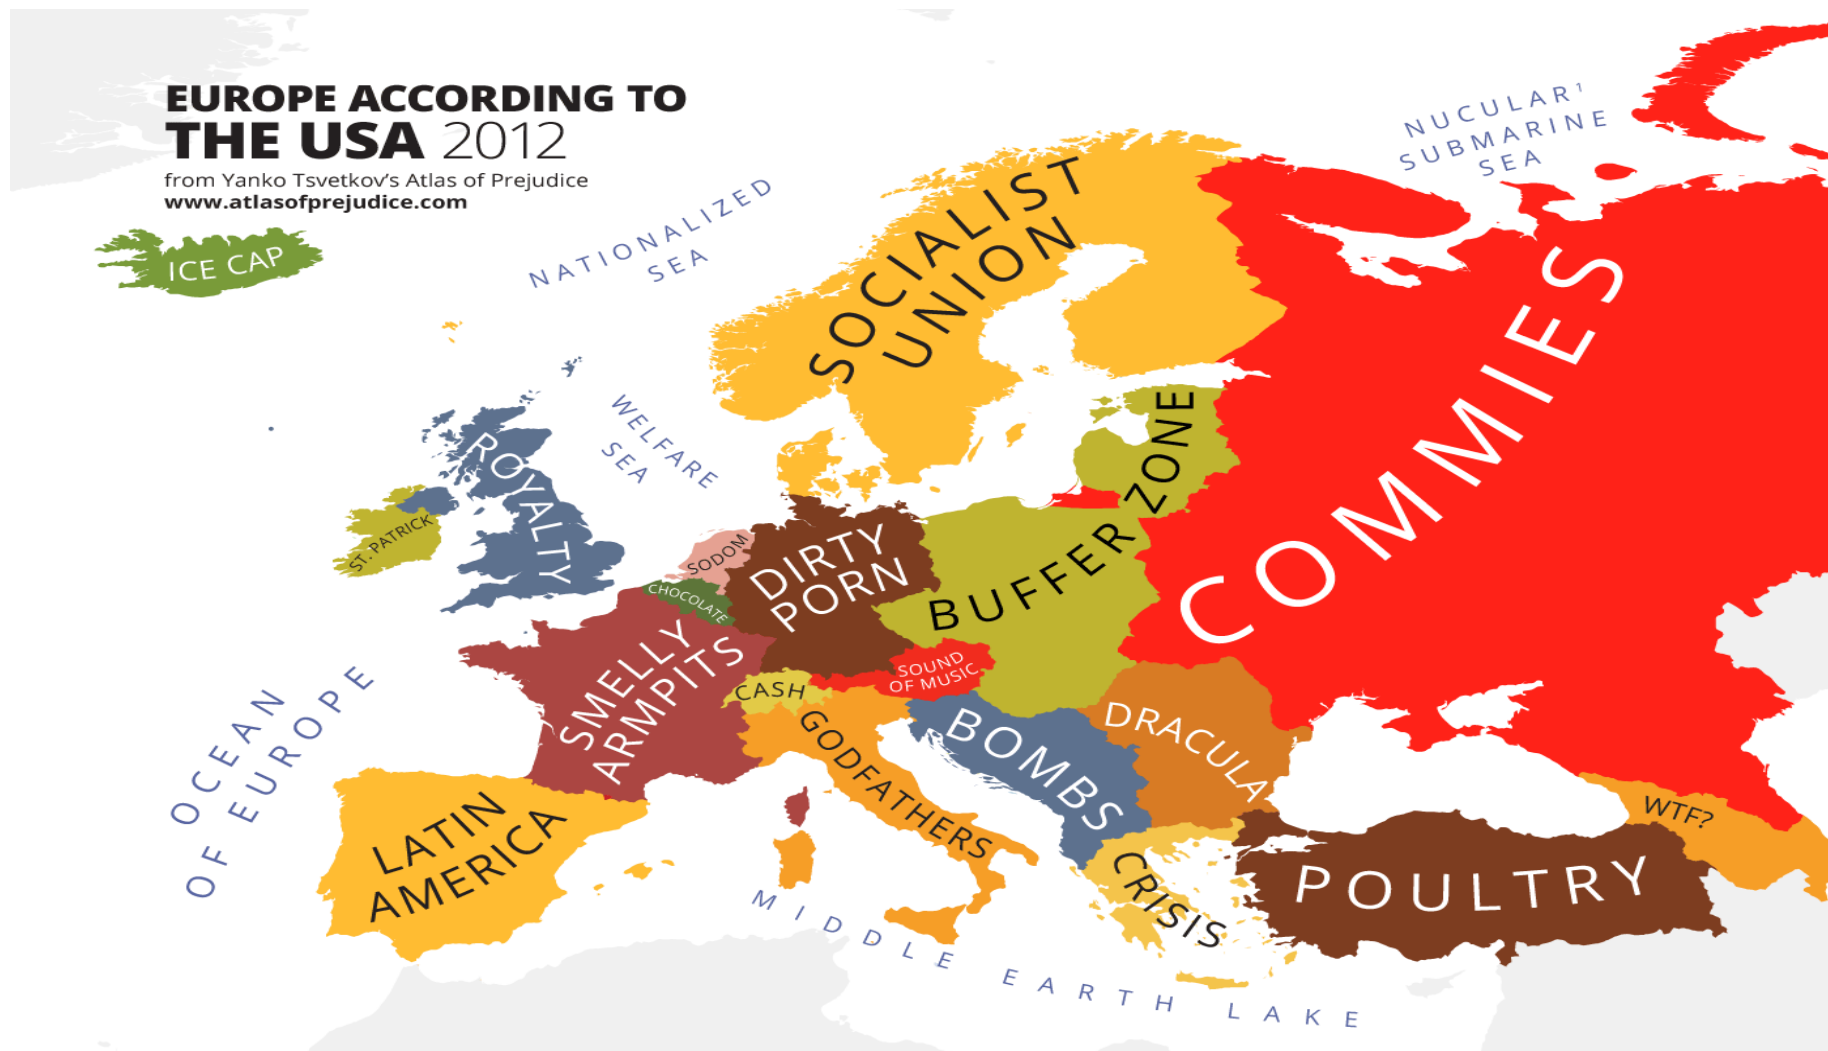 EUROPE ACCORDING TO
THE USA 2012
from Yanko Tsvetkov's Atlas of Prejudice
www.atlasofprejudice.com
NUCULAR¹
SUBMARINE
SEA
NATIONALIZED
SEA
ICE CAP
SOCIALIST
UNION
COMMIES
WELFARE
SEA
ROYALTY
ST. PATRICK
BUFFER ZONE
SODOM
DIRTY
PORN
CHOCOLATE
SMELLY
ARMPITS
SOUND
OF MUSIC
CASH
OCEAN
OF EUROPE
GODFATHERS
BOMBS
DRACULA
LATIN
AMERICA
WTF?
CRISIS
POULTRY
MIDDLE EARTH LAKE